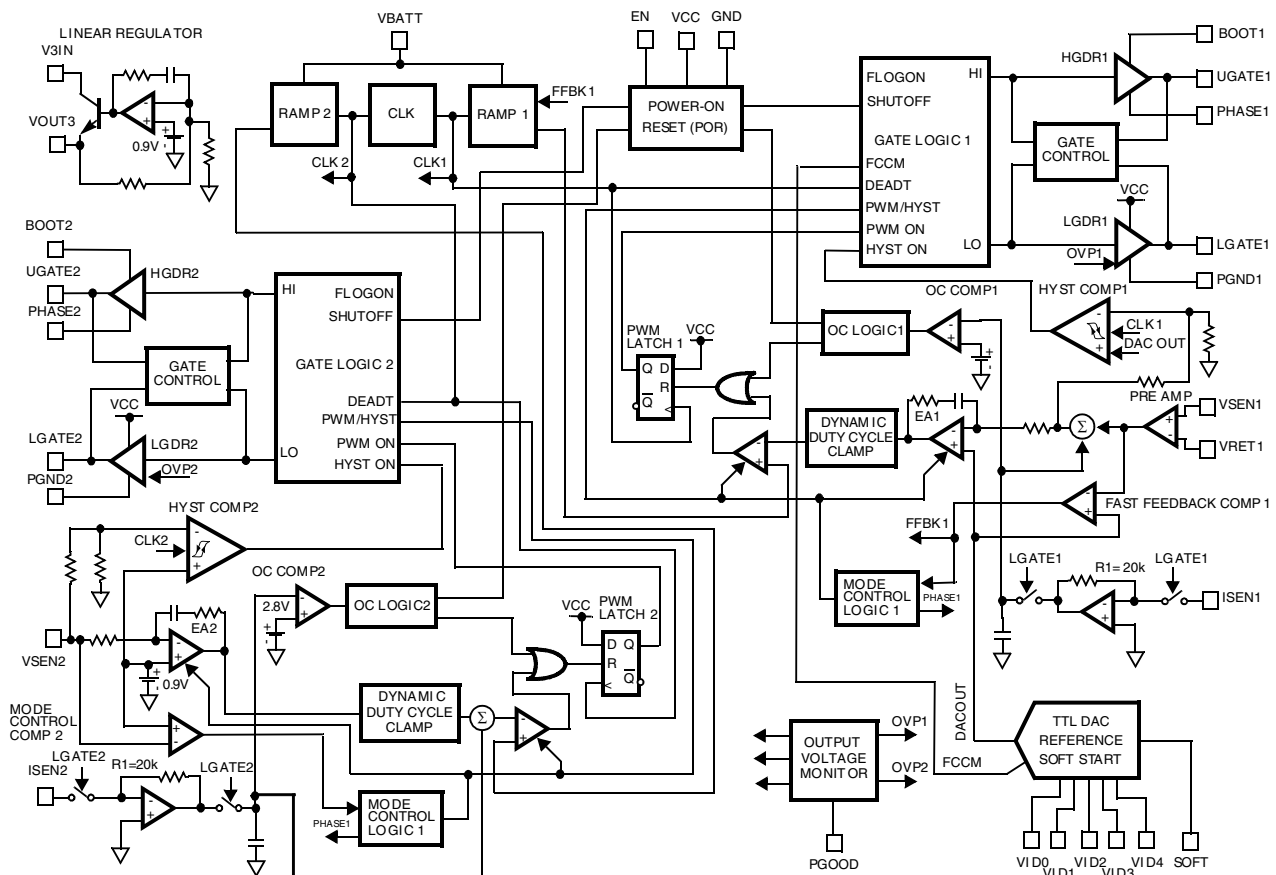 LINEAR REGULATOR
V3IN
VOUT3
0.9V
-
+
VBATT
RAMP 2
CLK
RAMP 1
FFBK1
CLK 2
CLK1
EN
VCC
GND
POWER-ON
RESET (POR)
FLOGON
SHUTOFF
GATE LOGIC 1
FCCM
DEADT
PWM/HYST
PWM ON
HYST ON
HI
LO
HGDR1
BOOT1
UGATE1
PHASE1
GATE
CONTROL
VCC
LGDR1
OVP1
LGATE1
PGND1
BOOT2
UGATE2
PHASE2
HGDR2
GATE
CONTROL
VCC
LGATE2
LGDR2
OVP2
PGND2
HI
FLOGON
SHUTOFF
GATE LOGIC 2
DEADT
PWM/HYST
PWM ON
HYST ON
LO
OC COMP1
HYST COMP1
CLK1
DAC OUT
OC LOGIC1
PWM
LATCH 1
VCC
Q D
R
Q
<
DYNAMIC
DUTY CYCLE
CLAMP
EA1
Σ
PRE AMP
VSEN1
VRET1
FAST FEEDBACK COMP 1
FFBK1
MODE
CONTROL
LOGIC 1
PHASE1
LGATE1
R1= 20k
LGATE1
ISEN1
HYST COMP2
CLK2
OC COMP2
2.8V
OC LOGIC2
VCC
PWM
LATCH 2
D Q
R
Q
<
EA2
VSEN2
0.9V
DYNAMIC
DUTY CYCLE
CLAMP
Σ
MODE
CONTROL
COMP 2
LGATE2
ISEN2
R1=20k
LGATE2
MODE
CONTROL
LOGIC 1
PHASE1
OUTPUT
VOLTAGE
MONITOR
OVP1
OVP2
PGOOD
DACOUT
FCCM
TTL DAC
REFERENCE
SOFT START
VID0
VID1
VID2
VID3
VID4
SOFT